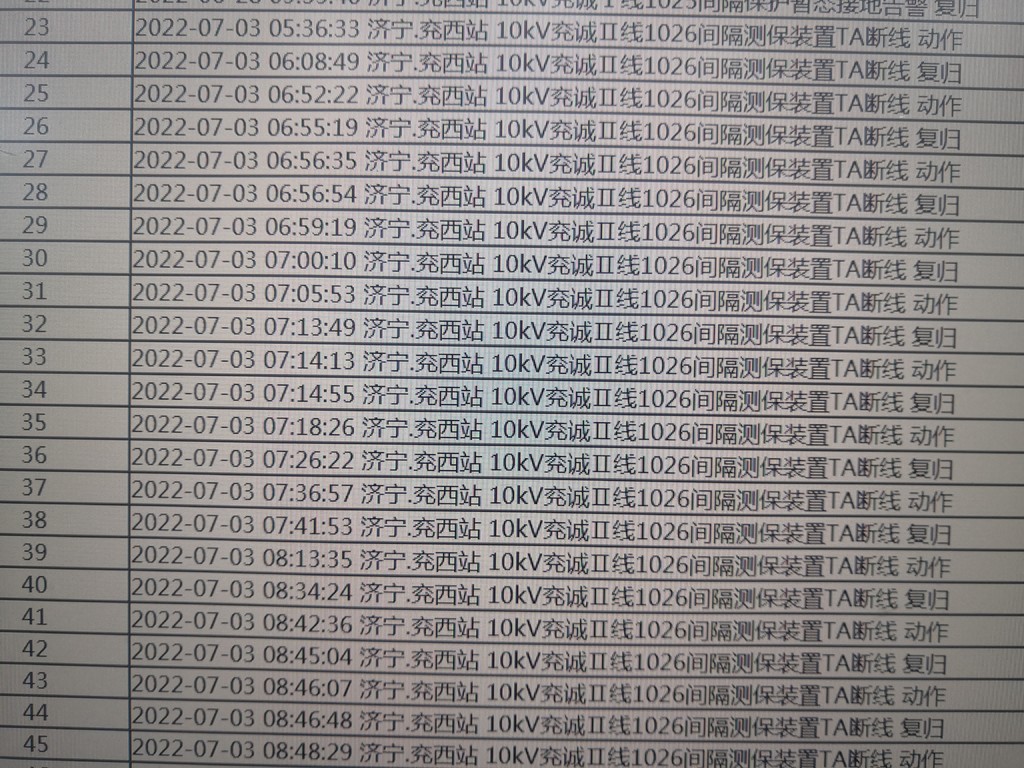 23 2022-07-03 05:36:33 济宁.兖西站 10kV兖诚Ⅱ线1026间隔测保装置TA断线 动作
24 2022-07-03 06:08:49 济宁.兖西站 10kV兖诚Ⅱ线1026间隔测保装置TA断线 复归
25 2022-07-03 06:52:22 济宁.兖西站 10kV兖诚Ⅱ线1026间隔测保装置TA断线 动作
26 2022-07-03 06:55:19 济宁.兖西站 10kV兖诚Ⅱ线1026间隔测保装置TA断线 复归
27 2022-07-03 06:56:35 济宁.兖西站 10kV兖诚Ⅱ线1026间隔测保装置TA断线 动作
28 2022-07-03 06:56:54 济宁.兖西站 10kV兖诚Ⅱ线1026间隔测保装置TA断线 复归
29 2022-07-03 06:59:19 济宁.兖西站 10kV兖诚Ⅱ线1026间隔测保装置TA断线 动作
30 2022-07-03 07:00:10 济宁.兖西站 10kV兖诚Ⅱ线1026间隔测保装置TA断线 复归
31 2022-07-03 07:05:53 济宁.兖西站 10kV兖诚Ⅱ线1026间隔测保装置TA断线 动作
32 2022-07-03 07:13:49 济宁.兖西站 10kV兖诚Ⅱ线1026间隔测保装置TA断线 复归
33 2022-07-03 07:14:13 济宁.兖西站 10kV兖诚Ⅱ线1026间隔测保装置TA断线 动作
34 2022-07-03 07:14:55 济宁.兖西站 10kV兖诚Ⅱ线1026间隔测保装置TA断线 复归
35 2022-07-03 07:18:26 济宁.兖西站 10kV兖诚Ⅱ线1026间隔测保装置TA断线 动作
36 2022-07-03 07:26:22 济宁.兖西站 10kV兖诚Ⅱ线1026间隔测保装置TA断线 复归
37 2022-07-03 07:36:57 济宁.兖西站 10kV兖诚Ⅱ线1026间隔测保装置TA断线 动作
38 2022-07-03 07:41:53 济宁.兖西站 10kV兖诚Ⅱ线1026间隔测保装置TA断线 复归
39 2022-07-03 08:13:35 济宁.兖西站 10kV兖诚Ⅱ线1026间隔测保装置TA断线 动作
40 2022-07-03 08:34:24 济宁.兖西站 10kV兖诚Ⅱ线1026间隔测保装置TA断线 复归
41 2022-07-03 08:42:36 济宁.兖西站 10kV兖诚Ⅱ线1026间隔测保装置TA断线 动作
42 2022-07-03 08:45:04 济宁.兖西站 10kV兖诚Ⅱ线1026间隔测保装置TA断线 复归
43 2022-07-03 08:46:07 济宁.兖西站 10kV兖诚Ⅱ线1026间隔测保装置TA断线 动作
44 2022-07-03 08:46:48 济宁.兖西站 10kV兖诚Ⅱ线1026间隔测保装置TA断线 复归
45 2022-07-03 08:48:29 济宁.兖西站 10kV兖诚Ⅱ线1026间隔测保装置TA断线 动作